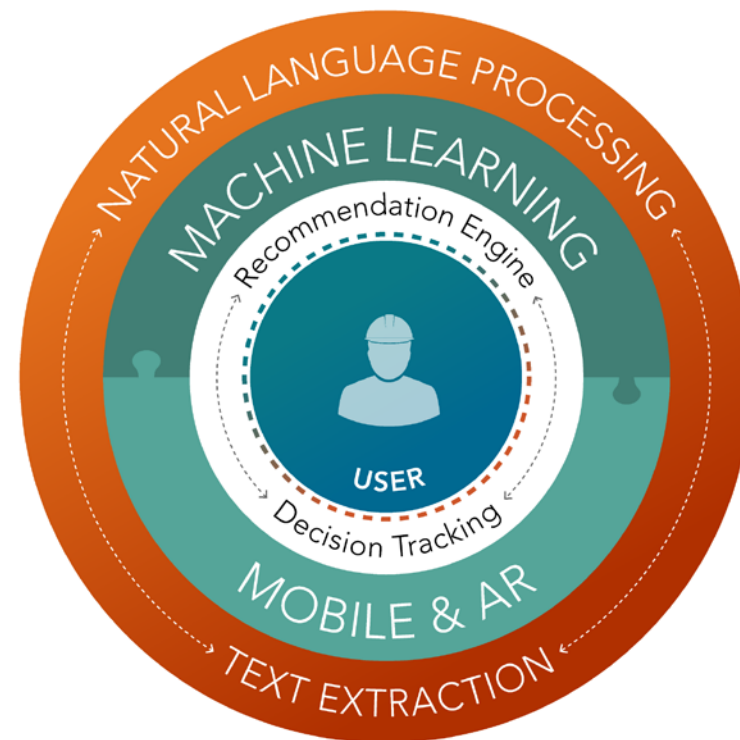 NATURAL LANGUAGE PROCESSING
MACHINE LEARNING
Recommendation Engine
USER
Decision Tracking
MOBILE & AR
TEXT EXTRACTION